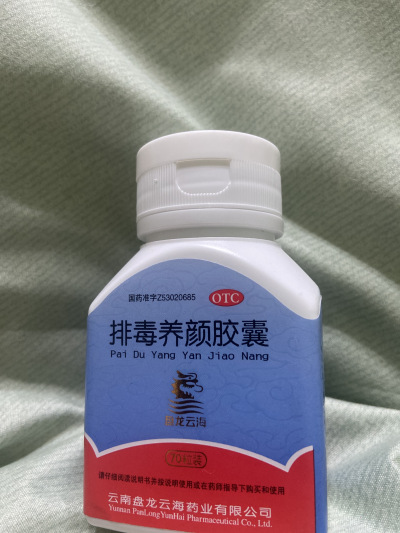 国药准字Z53020685
OTC
排毒养颜胶囊
Pai Du Yang Yan Jiao Nang
盘龙云海
70粒装
请仔细阅读说明书并按说明使用或在药师指导下购买和使用
云南盘龙云海药业有限公司
Yunnan PanLongYunHai Pharmaceutical Co., Ltd.